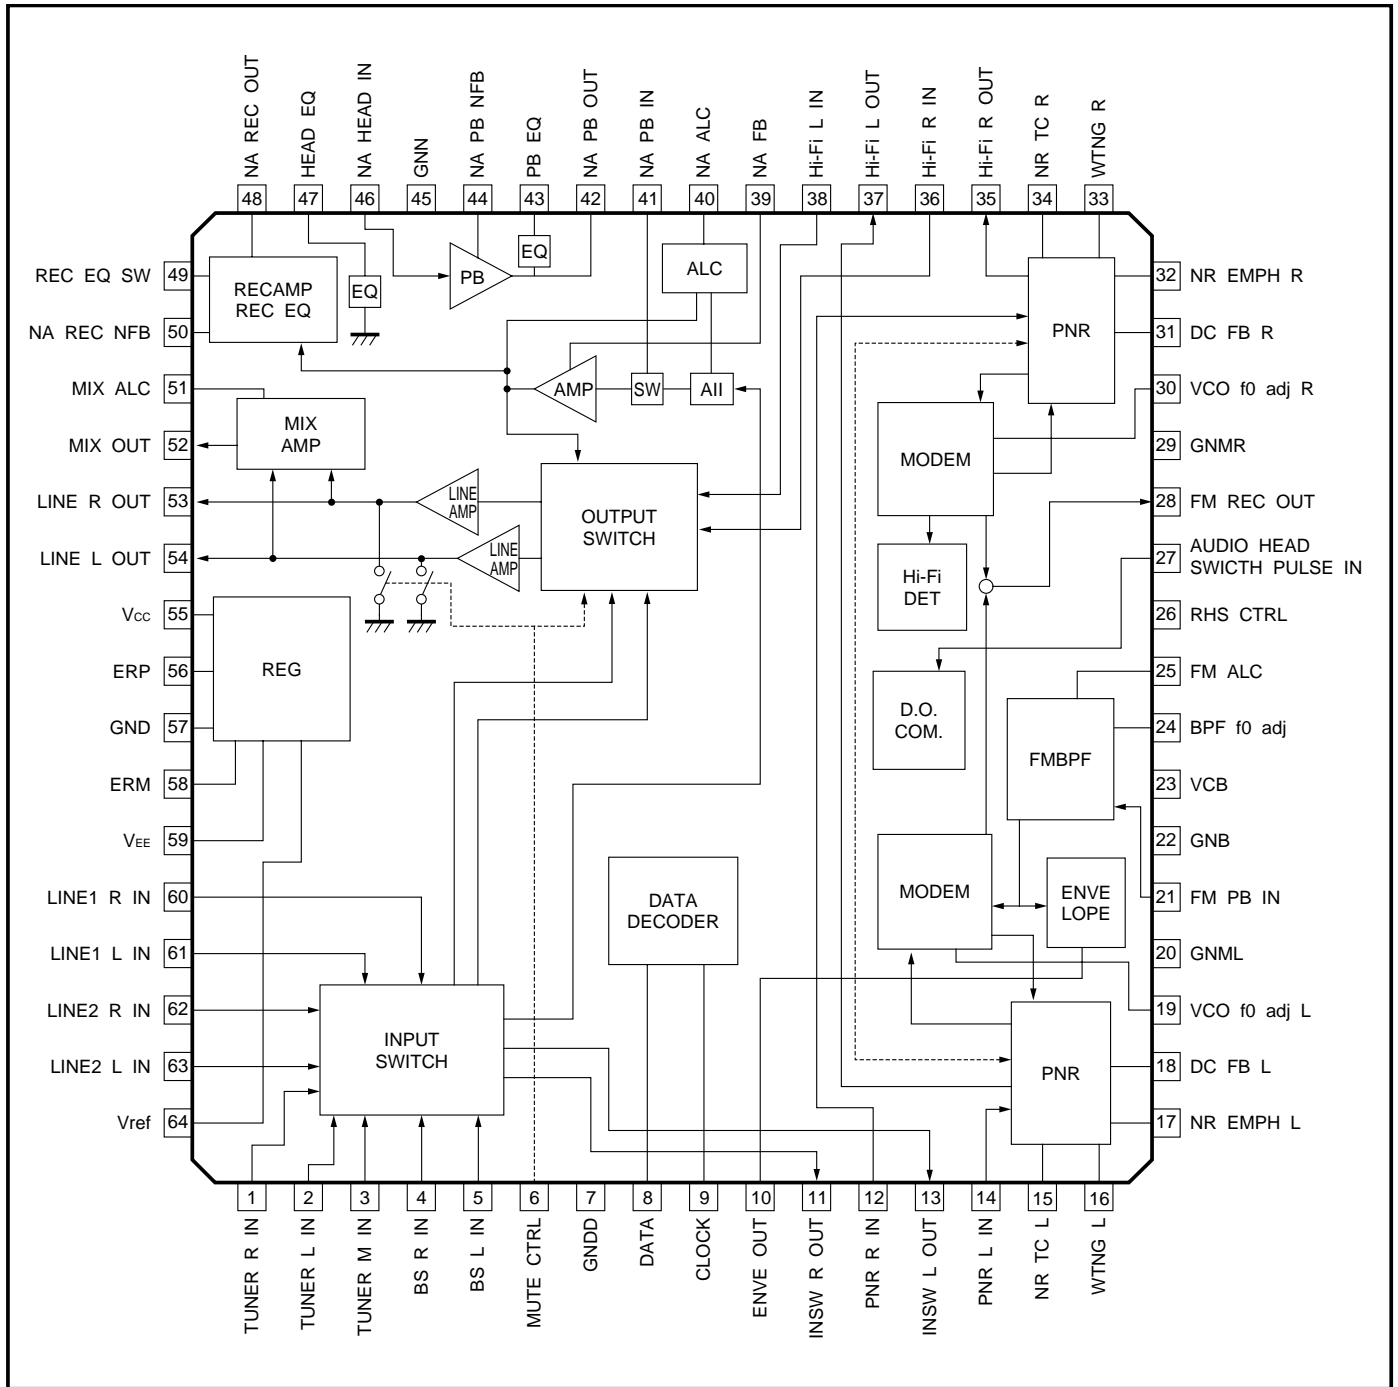 NA REC OUT
HEAD EQ
NA HEAD IN
GNN
NA PB NFB
PB EQ
NA PB OUT
NA PB IN
NA ALC
NA FB
Hi-Fi L IN
Hi-Fi L OUT
Hi-Fi R IN
Hi-Fi R OUT
NR TC R
WTNG R
48 47 46 45 44 43 42 41 40 39 38 37 36 35 34 33
REC EQ SW 49
NA REC NFB 50
MIX ALC 51
MIX OUT 52
LINE R OUT 53
LINE L OUT 54
VCC 55
ERP 56
GND 57
ERM 58
VEE 59
LINE1 R IN 60
LINE1 L IN 61
LINE2 R IN 62
LINE2 L IN 63
Vref 64
RECAMP
REC EQ
EQ
PB
EQ
ALC
AMP
SW
AII
MIX
AMP
LINE
AMP
LINE
AMP
OUTPUT
SWITCH
REG
INPUT
SWITCH
DATA
DECODER
PNR
MODEM
Hi-Fi
DET
D.O.
COM.
FMBPF
MODEM
ENVE
LOPE
PNR
32 NR EMPH R
31 DC FB R
30 VCO f0 adj R
29 GNMR
28 FM REC OUT
27 AUDIO HEAD
SWICTH PULSE IN
26 RHS CTRL
25 FM ALC
24 BPF f0 adj
23 VCB
22 GNB
21 FM PB IN
20 GNML
19 VCO f0 adj L
18 DC FB L
17 NR EMPH L
1 2 3 4 5 6 7 8 9 10 11 12 13 14 15 16
TUNER R IN
TUNER L IN
TUNER M IN
BS R IN
BS L IN
MUTE CTRL
GNDD
DATA
CLOCK
ENVE OUT
INSW R OUT
PNR R IN
INSW L OUT
PNR L IN
NR TC L
WTNG L